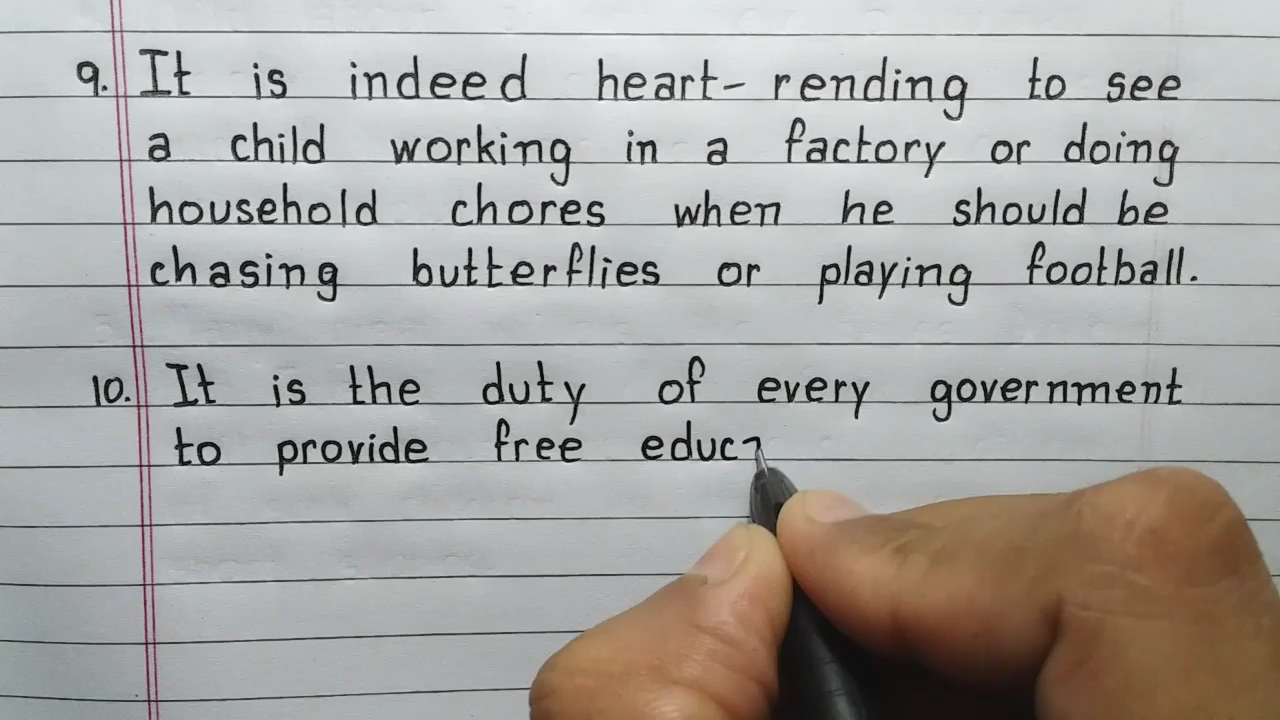 9. It is indeed heart-rending to see
a child working in a factory or doing
household chores when he should be
chasing butterflies or playing football.
10. It is the duty of every government
to provide free educ